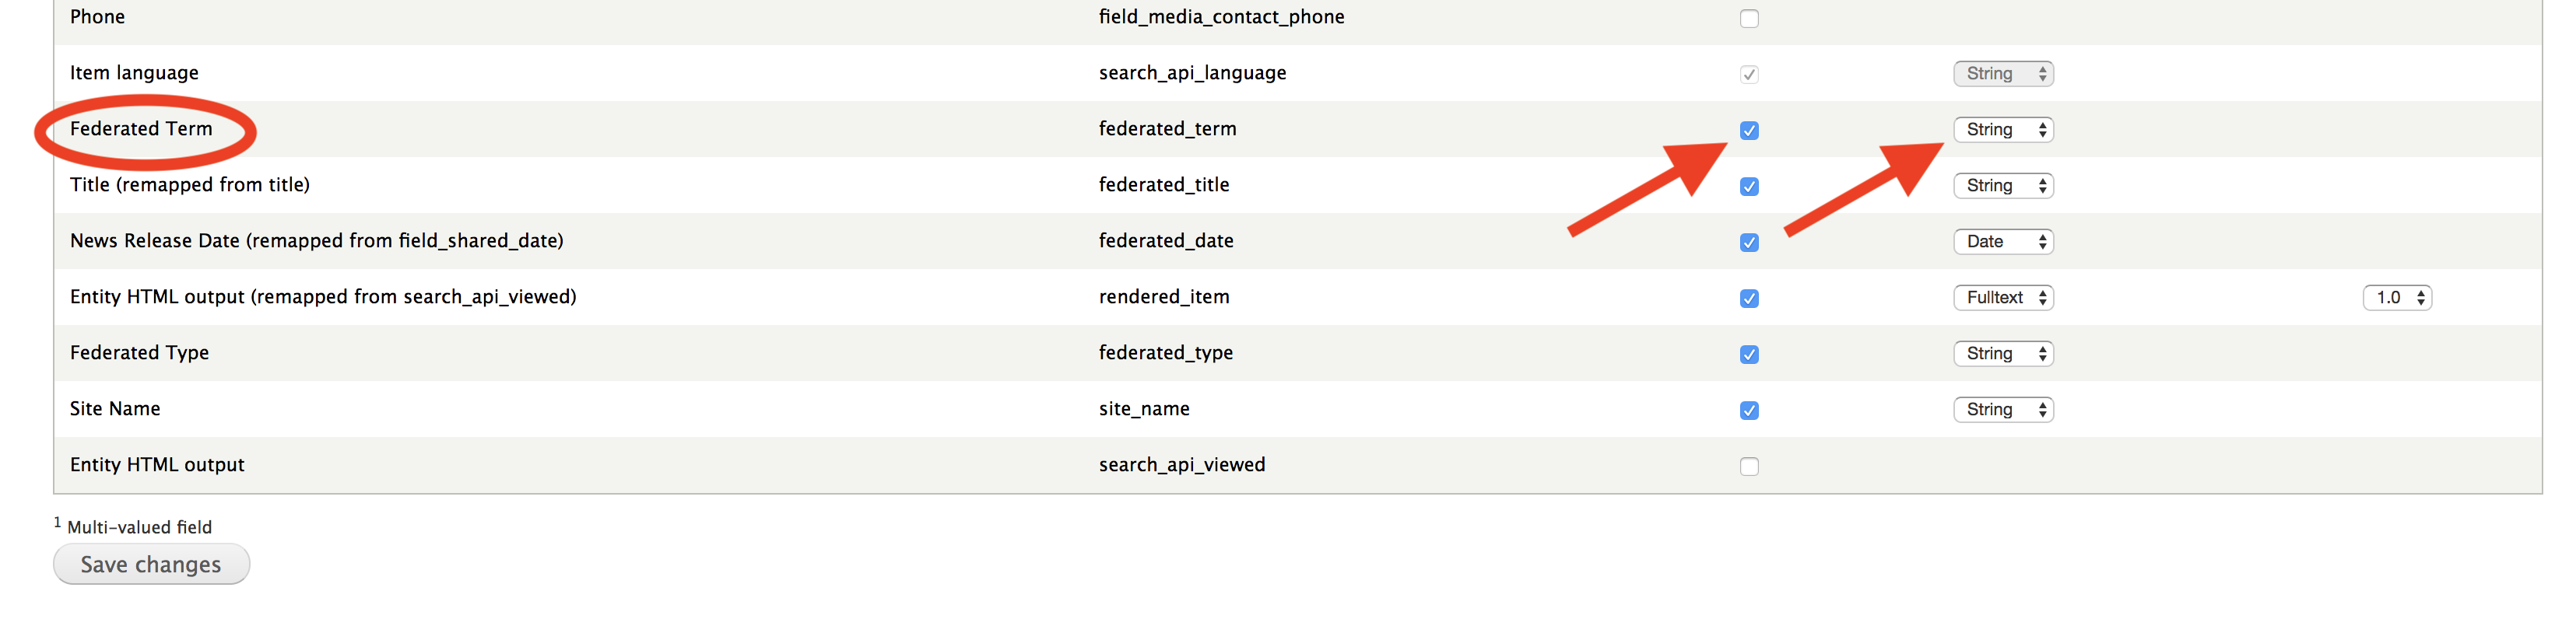 Phone field_media_contact_phone
Item language search_api_language String
Federated Term federated_term String
Title (remapped from title) federated_title String
News Release Date (remapped from field_shared_date) federated_date Date
Entity HTML output (remapped from search_api_viewed) rendered_item Fulltext 1.0
Federated Type federated_type String
Site Name site_name String
Entity HTML output search_api_viewed
1 Multi-valued field
Save changes